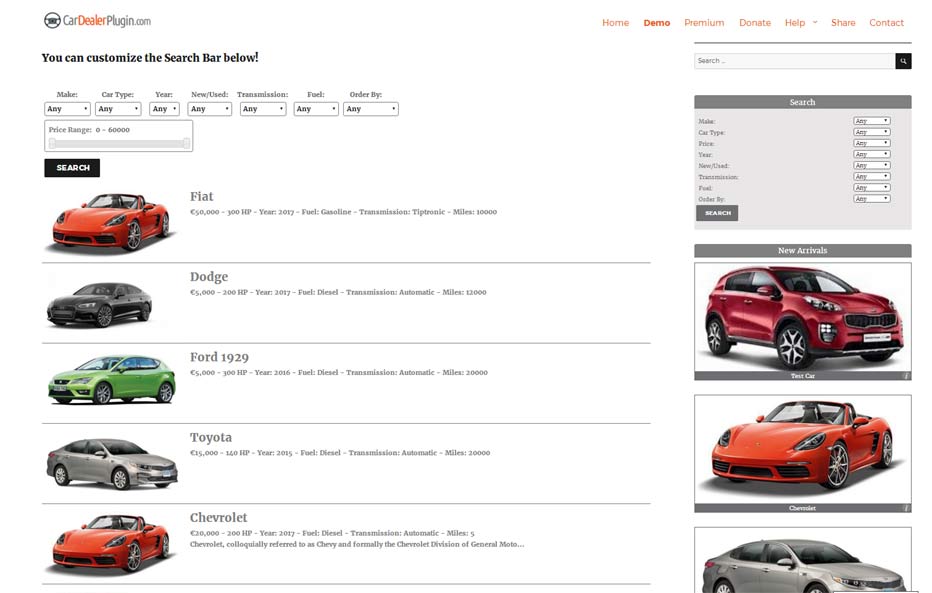 CarDealerPlugin.com
Home Demo Premium Donate Help Share Contact
You can customize the Search Bar below!
Make: Car Type: Year: New/Used: Transmission: Fuel: Order By:
Any Any Any Any Any Any Any
Price Range: 0 - 60000
SEARCH
Fiat
€50,000 - 300 HP - Year: 2017 - Fuel: Gasoline - Transmission: Tiptronic - Miles: 10000
Dodge
€5,000 - 200 HP - Year: 2017 - Fuel: Diesel - Transmission: Automatic - Miles: 12000
Ford 1929
€5,000 - 300 HP - Year: 2016 - Fuel: Diesel - Transmission: Automatic - Miles: 20000
Toyota
€15,000 - 140 HP - Year: 2015 - Fuel: Diesel - Transmission: Automatic - Miles: 20000
Chevrolet
€20,000 - 200 HP - Year: 2017 - Fuel: Diesel - Transmission: Automatic - Miles: 5
Chevrolet, colloquially referred to as Chevy and formally the Chevrolet Division of General Moto...
Search ...
Search
Make: Any
Car Type: Any
Price: Any
Year: Any
New/Used: Any
Transmission: Any
Fuel: Any
Order By: Any
SEARCH
New Arrivals
Test Car i
Chevrolet i